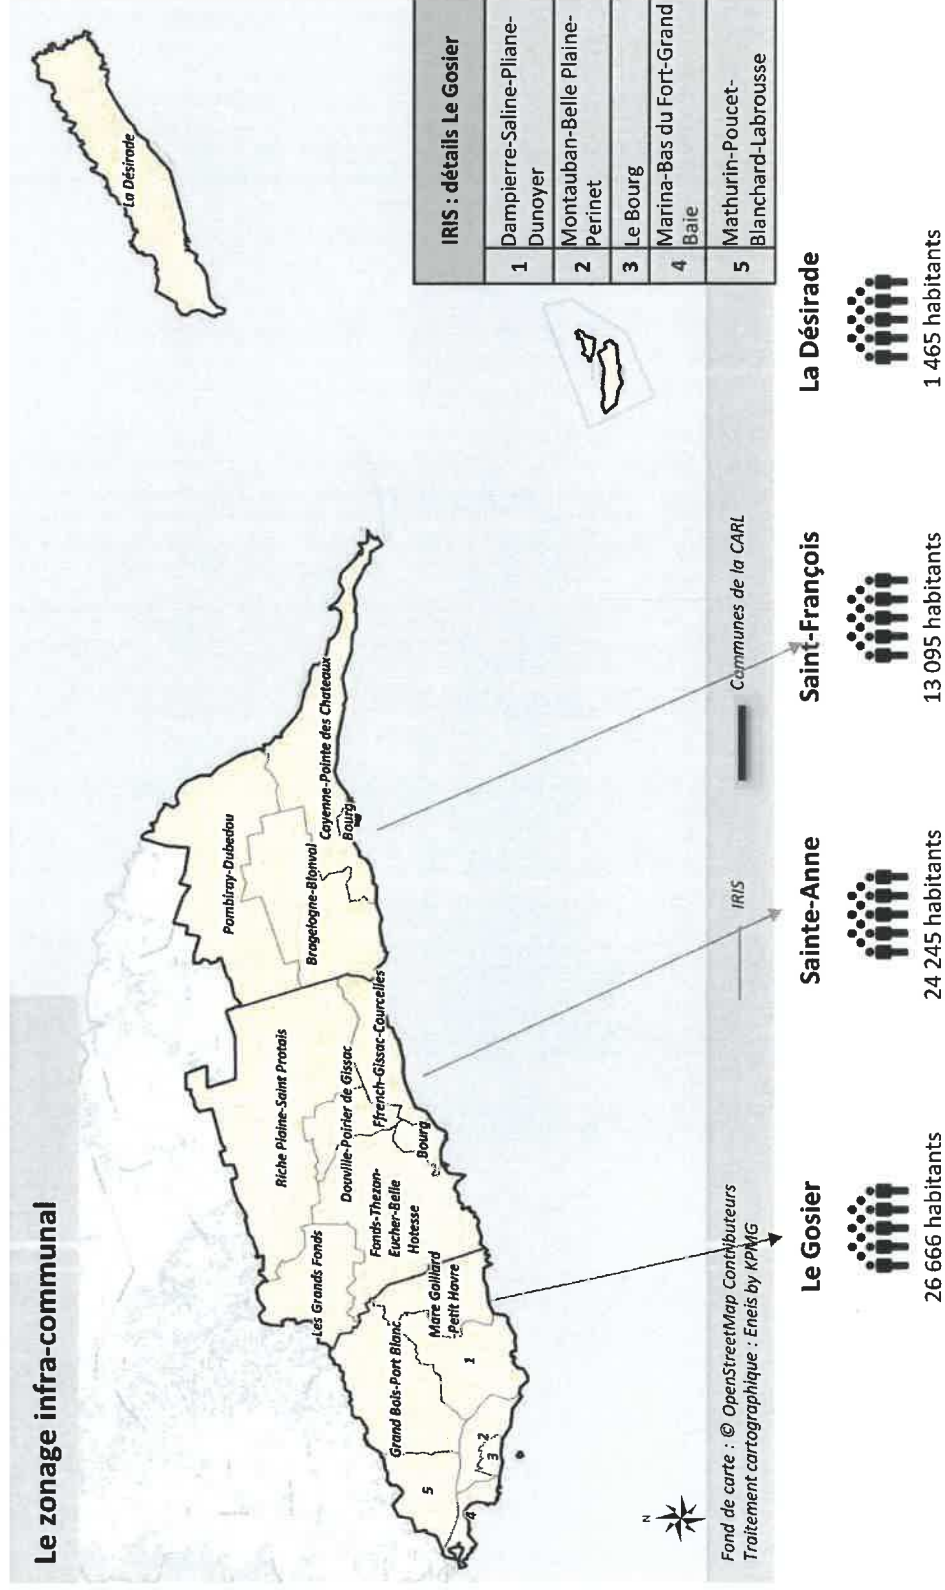 Le zonage infra-communal
La Désirade
Pombiray-Dubedou
Bragelogne-Blonval
Cayenne-Pointe des Chateaux
Bourg
Riche Plaine-Saint Protais
Douville-Poirier de Gissac
Ffrench-Gissac-Courcelles
Bourg
Les Grands Fonds
Fonds-Thezan-
Eucher-Belle
Hotesse
Grand Bois-Port Blanc
Mare Gaillard
Petit Havre
1
2
3
4
5
N
IRIS : détails Le Gosier
1 Dampierre-Saline-Pliane-
Dunoyer
2 Montauban-Belle Plaine-
Perinet
3 Le Bourg
4 Marina-Bas du Fort-Grand
Baie
5 Mathurin-Poucet-
Blanchard-Labrousse
Fond de carte : © OpenStreetMap Contributeurs
Traitement cartographique : Eneis by KPMG
IRIS
Communes de la CARL
Le Gosier
26 666 habitants
Sainte-Anne
24 245 habitants
Saint-François
13 095 habitants
La Désirade
1 465 habitants